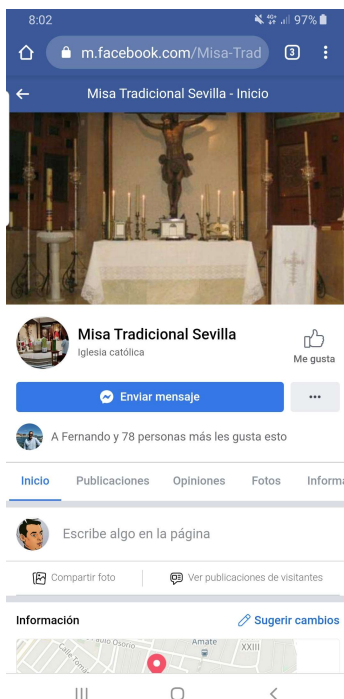 8:02
97%
m.facebook.com/Misa-Trad
3
Misa Tradicional Sevilla - Inicio
Misa Tradicional Sevilla
Iglesia católica
Me gusta
Enviar mensaje
A Fernando y 78 personas más les gusta esto
Inicio Publicaciones Opiniones Fotos Informa
Escribe algo en la página
Compartir foto
Ver publicaciones de visitantes
Información
Sugerir cambios
Osorio
Amate
XXIII
Calle